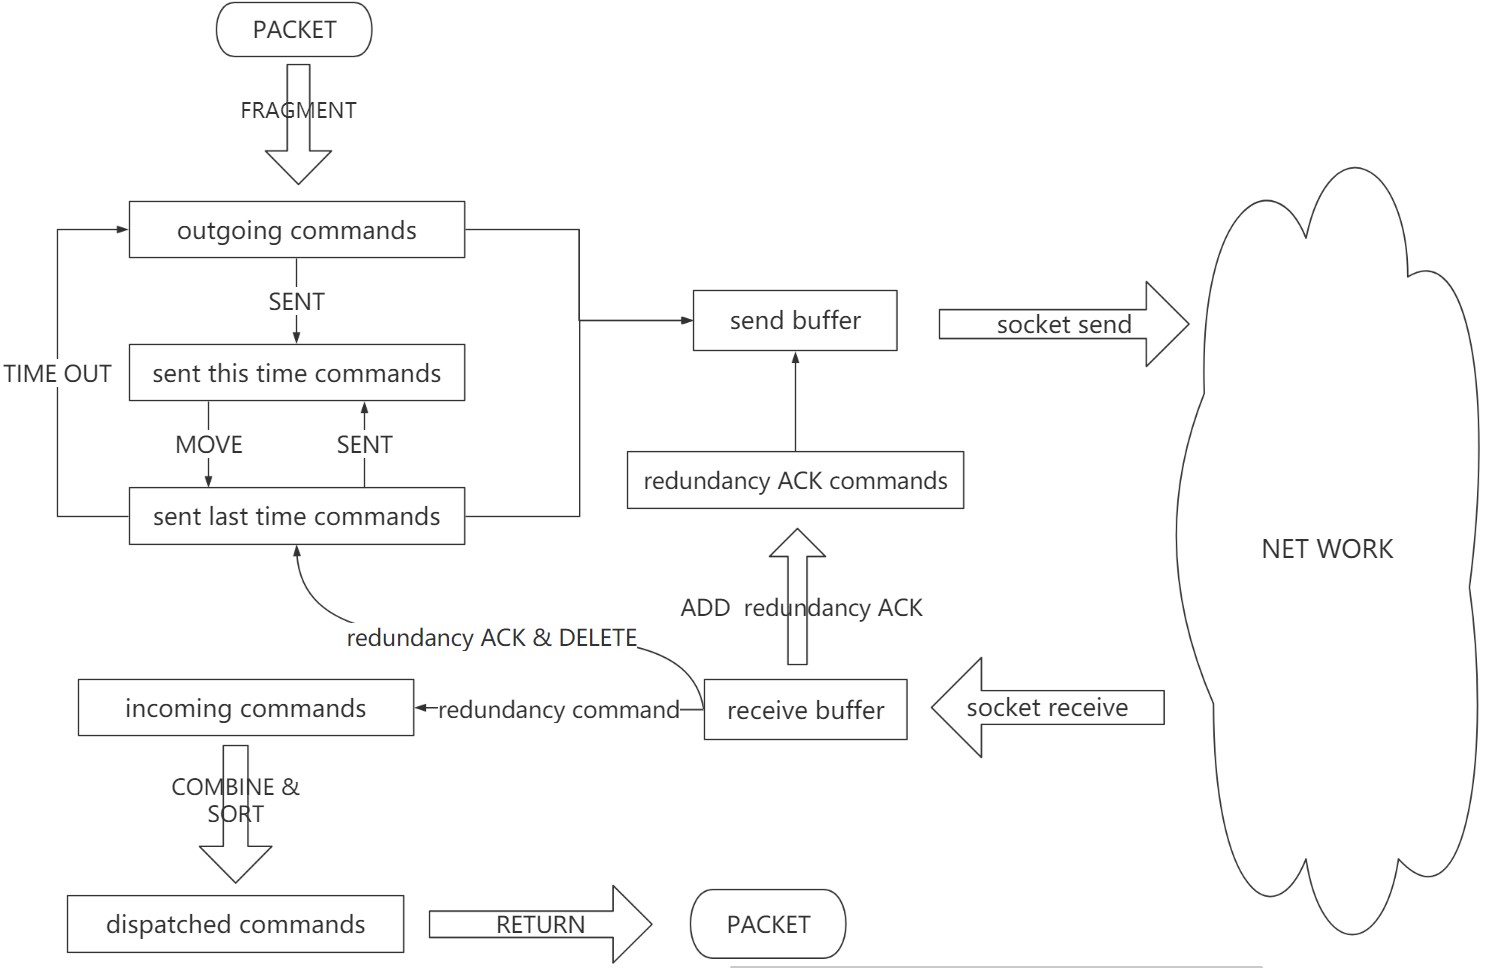 PACKET
FRAGMENT
outgoing commands
SENT
send buffer
socket send
TIME OUT
sent this time commands
MOVE
SENT
redundancy ACK commands
sent last time commands
NET WORK
ADD redundancy ACK
redundancy ACK & DELETE
incoming commands
redundancy command
receive buffer
socket receive
COMBINE &
SORT
dispatched commands
RETURN
PACKET